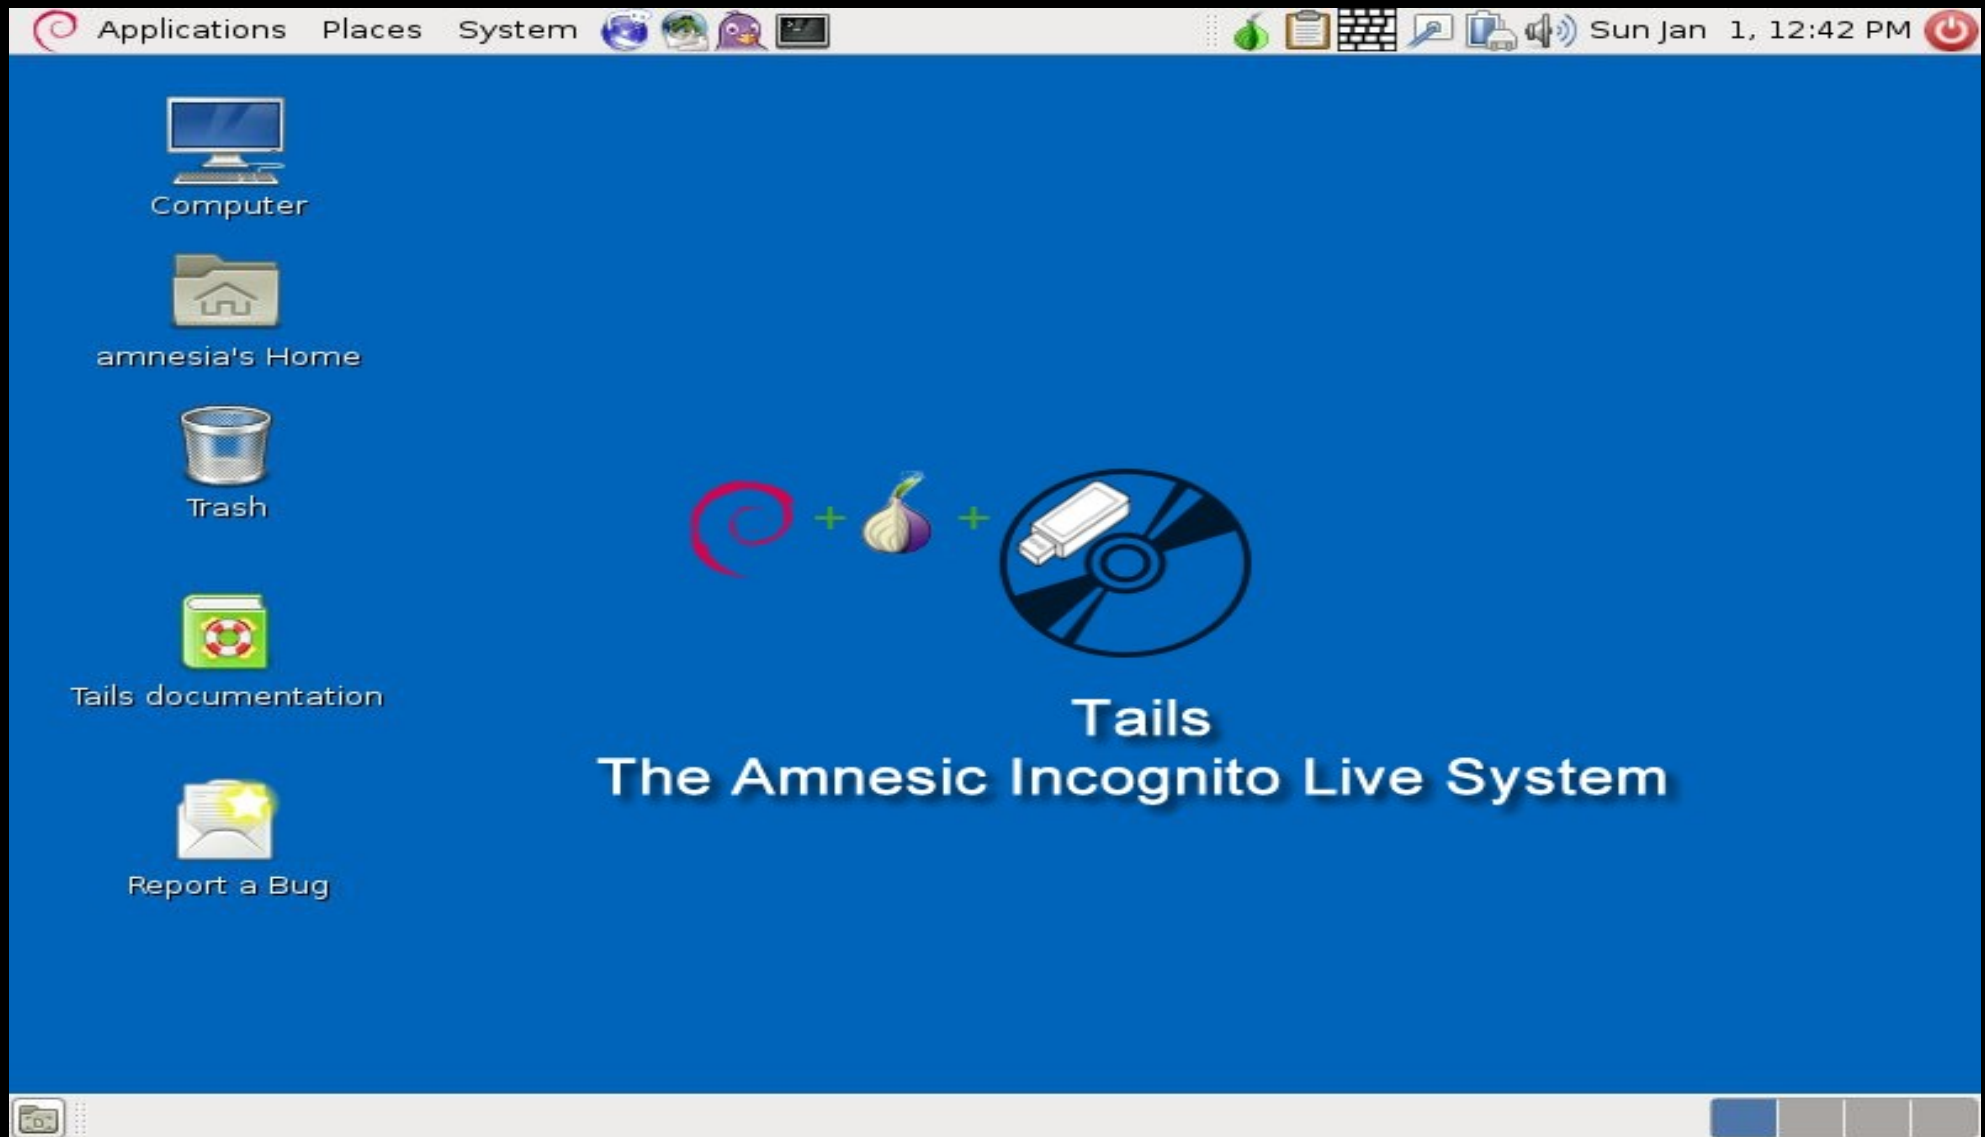 Applications Places System Sun Jan 1, 12:42 PM
Computer
amnesia's Home
Trash
Tails documentation
Report a Bug
+ +
Tails
The Amnesic Incognito Live System